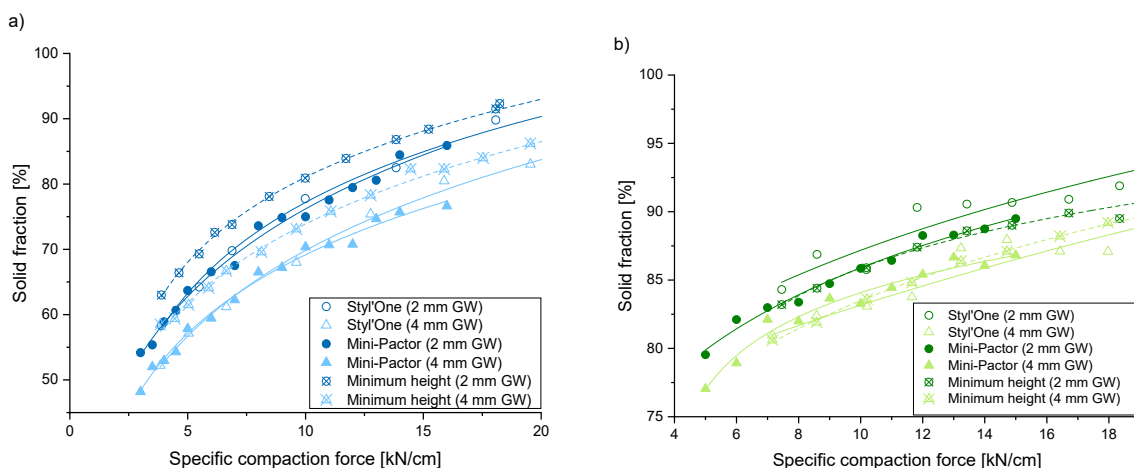 a)
100
90
80
70
60
50
Solid fraction [%]
0
5
10
15
20
Specific compaction force [kN/cm]
Styl'One (2 mm GW)
Styl'One (4 mm GW)
Mini-Pactor (2 mm GW)
Mini-Pactor (4 mm GW)
Minimum height (2 mm GW)
Minimum height (4 mm GW)
b)
100
95
90
85
80
75
Solid fraction [%]
4
6
8
10
12
14
16
18
Specific compaction force [kN/cm]
Styl'One (2 mm GW)
Styl'One (4 mm GW)
Mini-Pactor (2 mm GW)
Mini-Pactor (4 mm GW)
Minimum height (2 mm GW)
Minimum height (4 mm GW)